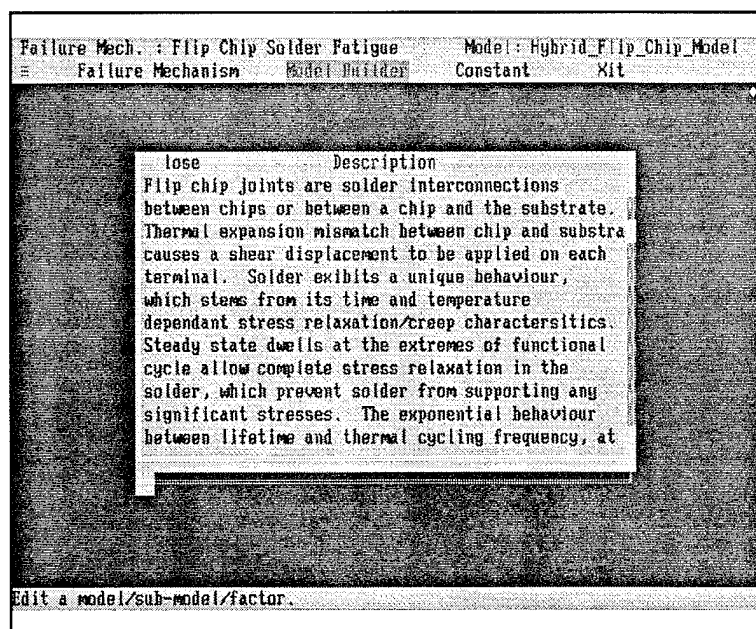 Failure Mech. : Flip Chip Solder Fatigue Model: Hybrid_Flip_Chip_Model
≡ Failure Mechanism Model Builder Constant Xit
lose Description
Flip chip joints are solder interconnections
between chips or between a chip and the substrate.
Thermal expansion mismatch between chip and substra
causes a shear displacement to be applied on each
terminal. Solder exibits a unique behaviour,
which stems from its time and temperature
dependant stress relaxation/creep charactersitics.
Steady state dwells at the extremes of functional
cycle allow complete stress relaxation in the
solder, which prevent solder from supporting any
significant stresses. The exponential behaviour
between lifetime and thermal cycling frequency, at
Edit a model/sub-model/factor.